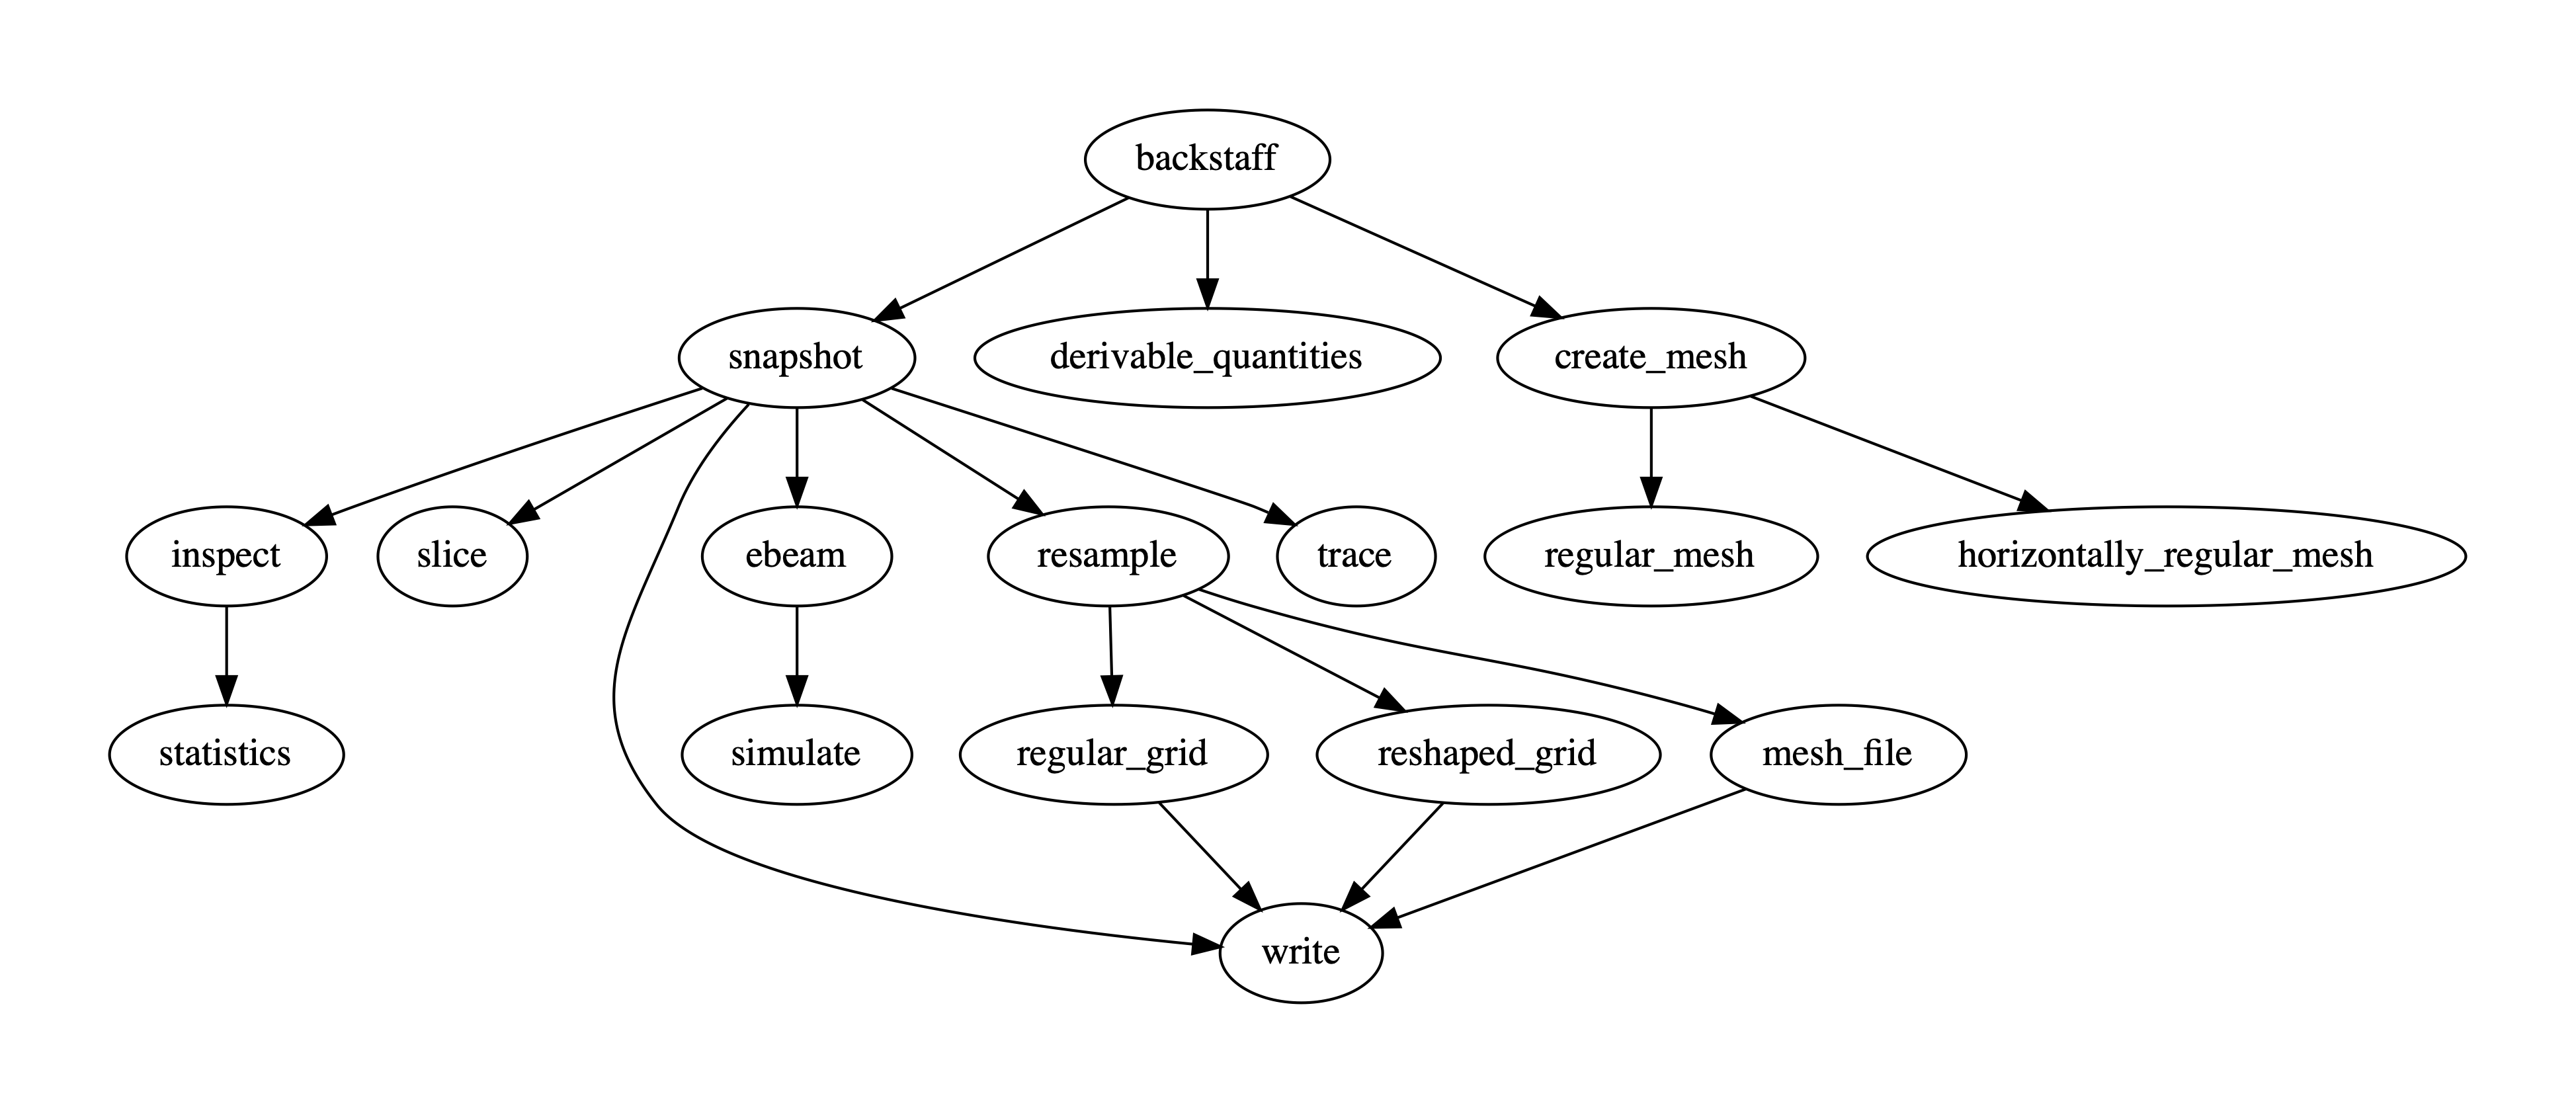 backstaff
snapshot
derivable_quantities
create_mesh
inspect
slice
ebeam
resample
trace
regular_mesh
horizontally_regular_mesh
statistics
simulate
regular_grid
reshaped_grid
mesh_file
write